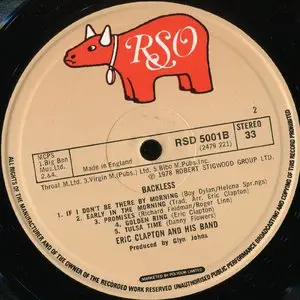 RSO
MCPS
1.Big Ben
Mus.Ltd.
2.&4.
Made in England
RSD 5001B
(2479 221)
2
STEREO
33
Throat M.Ltd. 3.Virgin M.(Pubs.) Ltd. 5.Bibo M.Pubs.Inc.
℗ 1978 ROBERT STIGWOOD GROUP LTD.
BACKLESS
1. IF I DON'T BE THERE BY MORNING (Boy Dylan/Helena Springs)
2. EARLY IN THE MORNING (Trad. Arr. Eric Clapton)
3. PROMISES (Richard Feldman/Roger Linn)
4. GOLDEN RING (Eric Clapton)
5. TULSA TIME (Danny Flowers)
ERIC CLAPTON AND HIS BAND
Produced by Glyn Johns
MARKETED BY POLYDOR LIMITED
ALL RIGHTS OF THE MANUFACTURER AND OF THE OWNER OF THE RECORDED WORK RESERVED UNAUTHORISED PUBLIC PERFORMANCE BROADCASTING AND COPYING OF THIS RECORD PROHIBITED